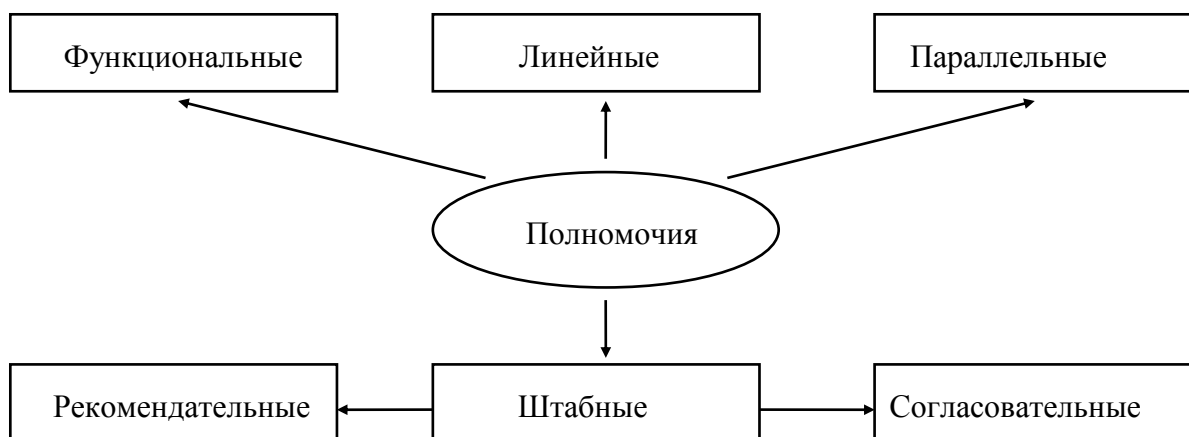 Функциональные
Линейные
Параллельные
Полномочия
Рекомендательные
Штабные
Согласовательные